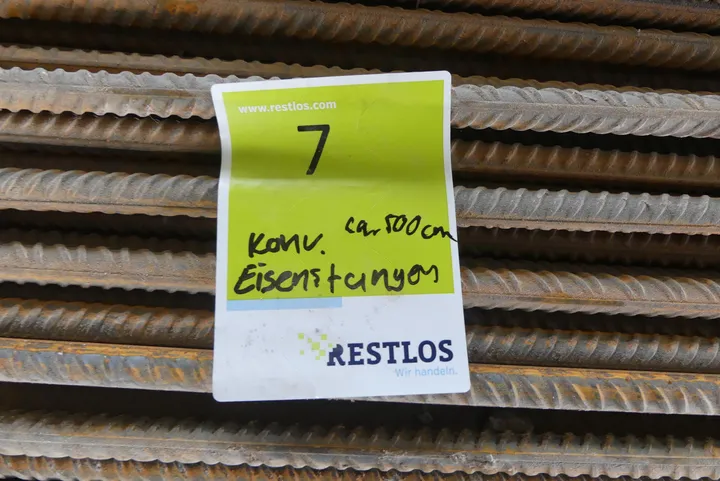 www.restlos.com
7
Konv. ca. 500 cm
Eisenstangen
RESTLOS
Wir handeln.